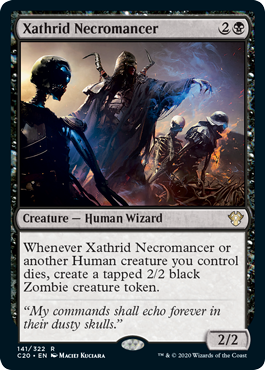 Xathrid Necromancer 2
Creature — Human Wizard
Whenever Xathrid Necromancer or
another Human creature you control
dies, create a tapped 2/2 black
Zombie creature token.
“My commands shall echo forever in
their dusty skulls.”
2/2
141/322 R
C20 • EN Maciej Kuciara
™ & © 2020 Wizards of the Coast